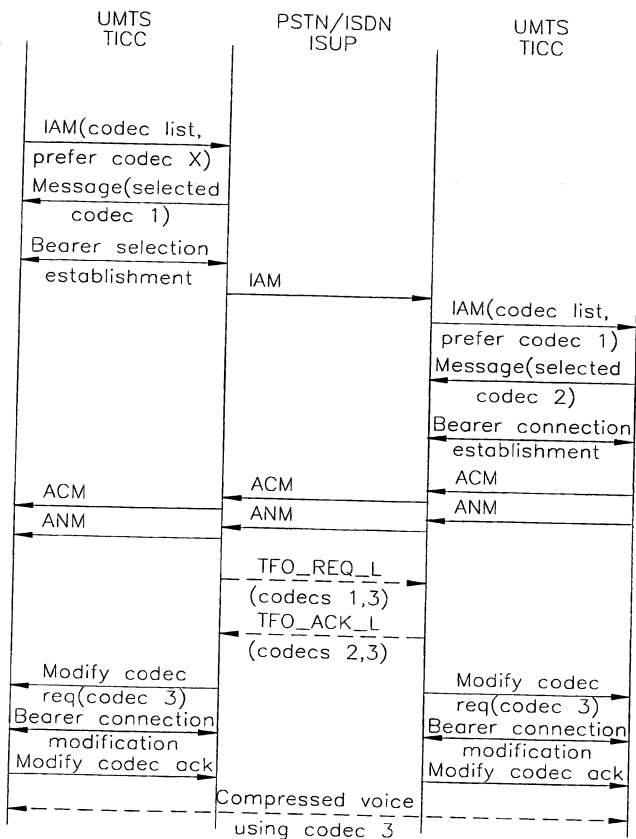 UMTS
TICC
PSTN/ISDN
ISUP
UMTS
TICC
IAM(codec list,
prefer codec X)
Message(selected
codec 1)
Bearer selection
establishment
IAM
IAM(codec list,
prefer codec 1)
Message(selected
codec 2)
Bearer connection
establishment
ACM
ACM
ACM
ANM
ANM
ANM
TFO_REQ_L
(codecs 1,3)
TFO_ACK_L
(codecs 2,3)
Modify codec
req(codec 3)
Bearer connection
modification
Modify codec ack
Modify codec
req(codec 3)
Bearer connection
modification
Modify codec ack
Compressed voice
using codec 3